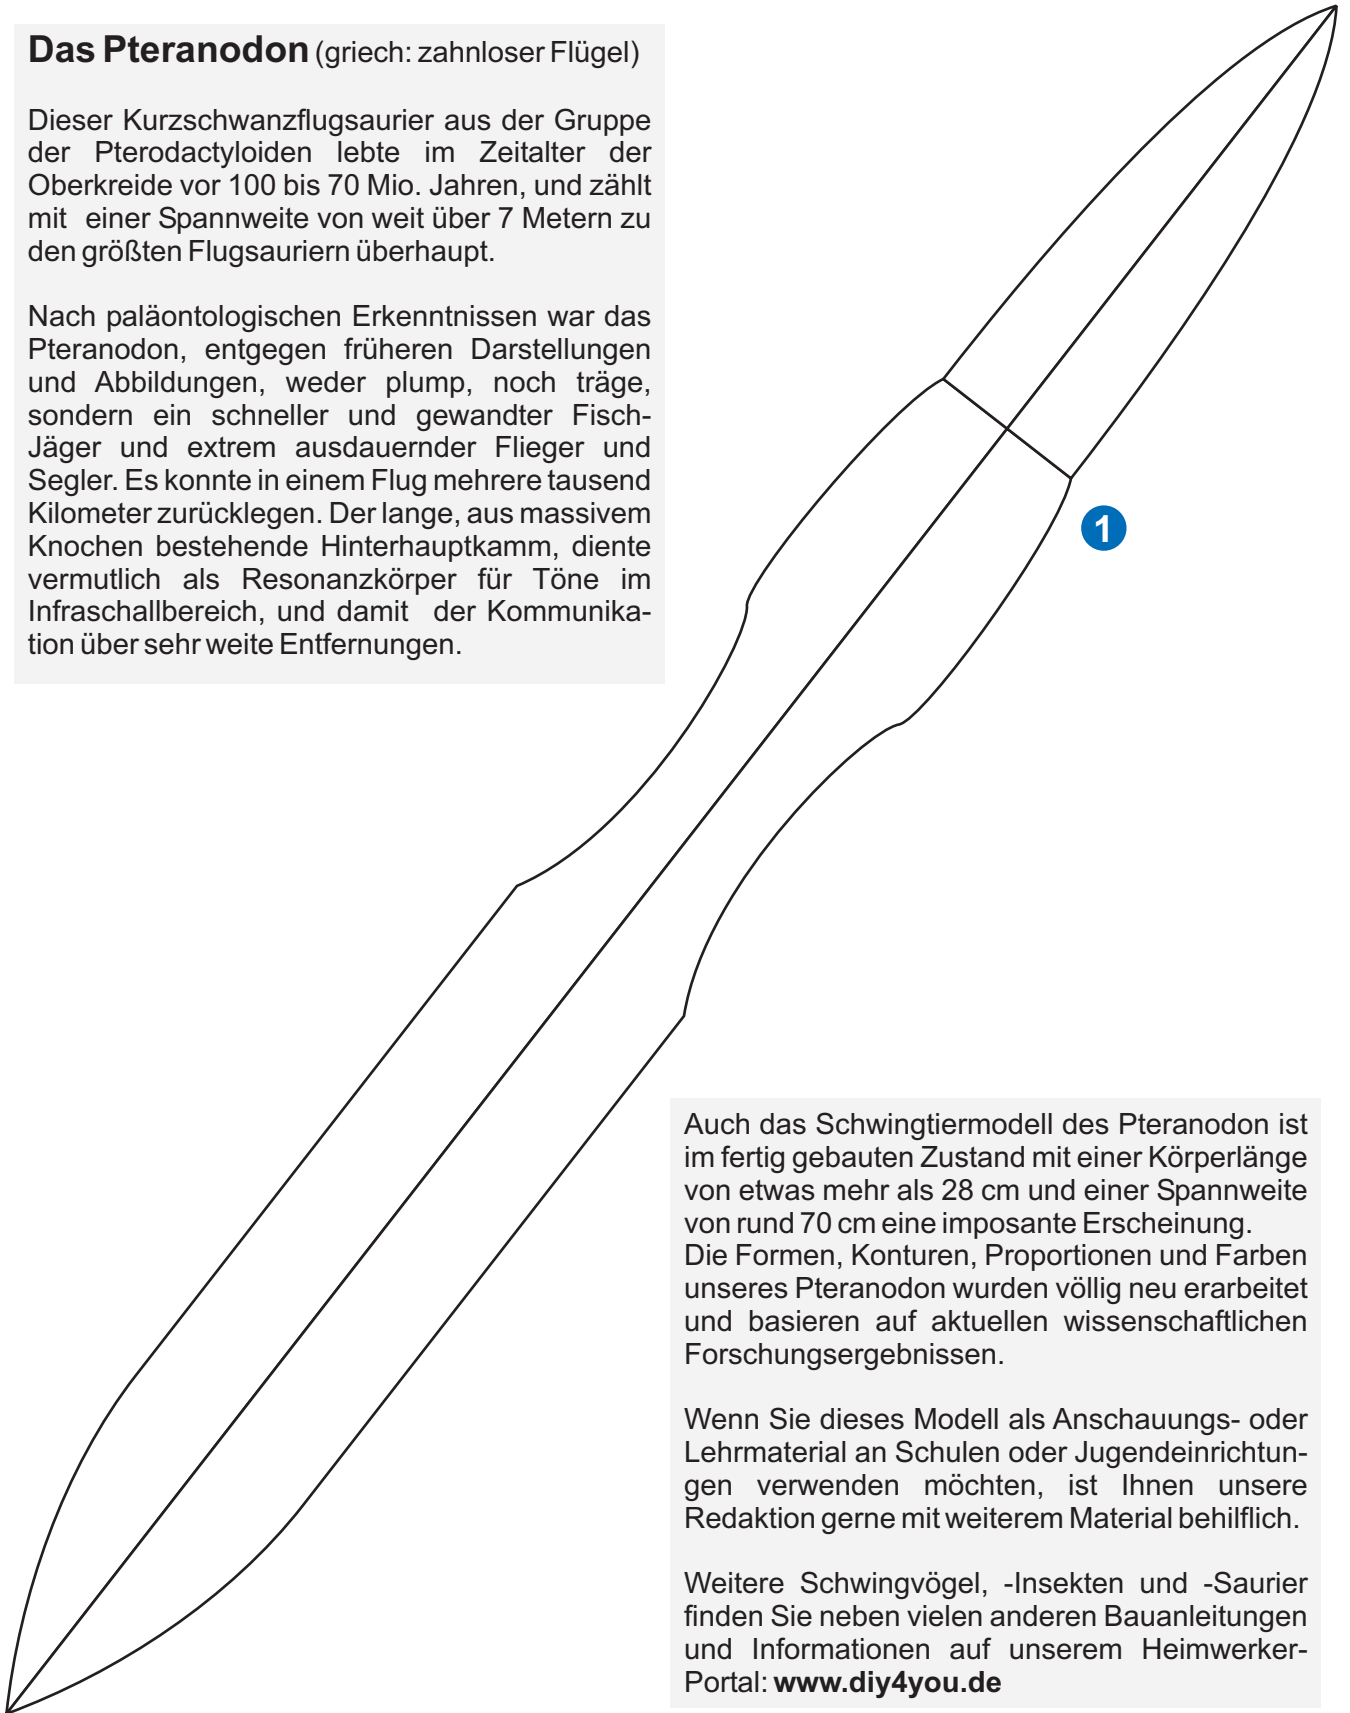 Das Pteranodon (griech: zahnloser Flügel)
Dieser Kurzschwanzflugsaurier aus der Gruppe
der Pterodactyloiden lebte im Zeitalter der
Oberkreide vor 100 bis 70 Mio. Jahren, und zählt
mit einer Spannweite von weit über 7 Metern zu
den größten Flugsauriern überhaupt.
Nach paläontologischen Erkenntnissen war das
Pteranodon, entgegen früheren Darstellungen
und Abbildungen, weder plump, noch träge,
sondern ein schneller und gewandter Fisch-
Jäger und extrem ausdauernder Flieger und
Segler. Es konnte in einem Flug mehrere tausend
Kilometer zurücklegen. Der lange, aus massivem
Knochen bestehende Hinterhauptkamm, diente
vermutlich als Resonanzkörper für Töne im
Infraschallbereich, und damit der Kommunika-
tion über sehr weite Entfernungen.
1
Auch das Schwingtiermodell des Pteranodon ist
im fertig gebauten Zustand mit einer Körperlänge
von etwas mehr als 28 cm und einer Spannweite
von rund 70 cm eine imposante Erscheinung.
Die Formen, Konturen, Proportionen und Farben
unseres Pteranodon wurden völlig neu erarbeitet
und basieren auf aktuellen wissenschaftlichen
Forschungsergebnissen.
Wenn Sie dieses Modell als Anschauungs- oder
Lehrmaterial an Schulen oder Jugendeinrichtun-
gen verwenden möchten, ist Ihnen unsere
Redaktion gerne mit weiterem Material behilflich.
Weitere Schwingvögel, -Insekten und -Saurier
finden Sie neben vielen anderen Bauanleitungen
und Informationen auf unserem Heimwerker-
Portal: www.diy4you.de